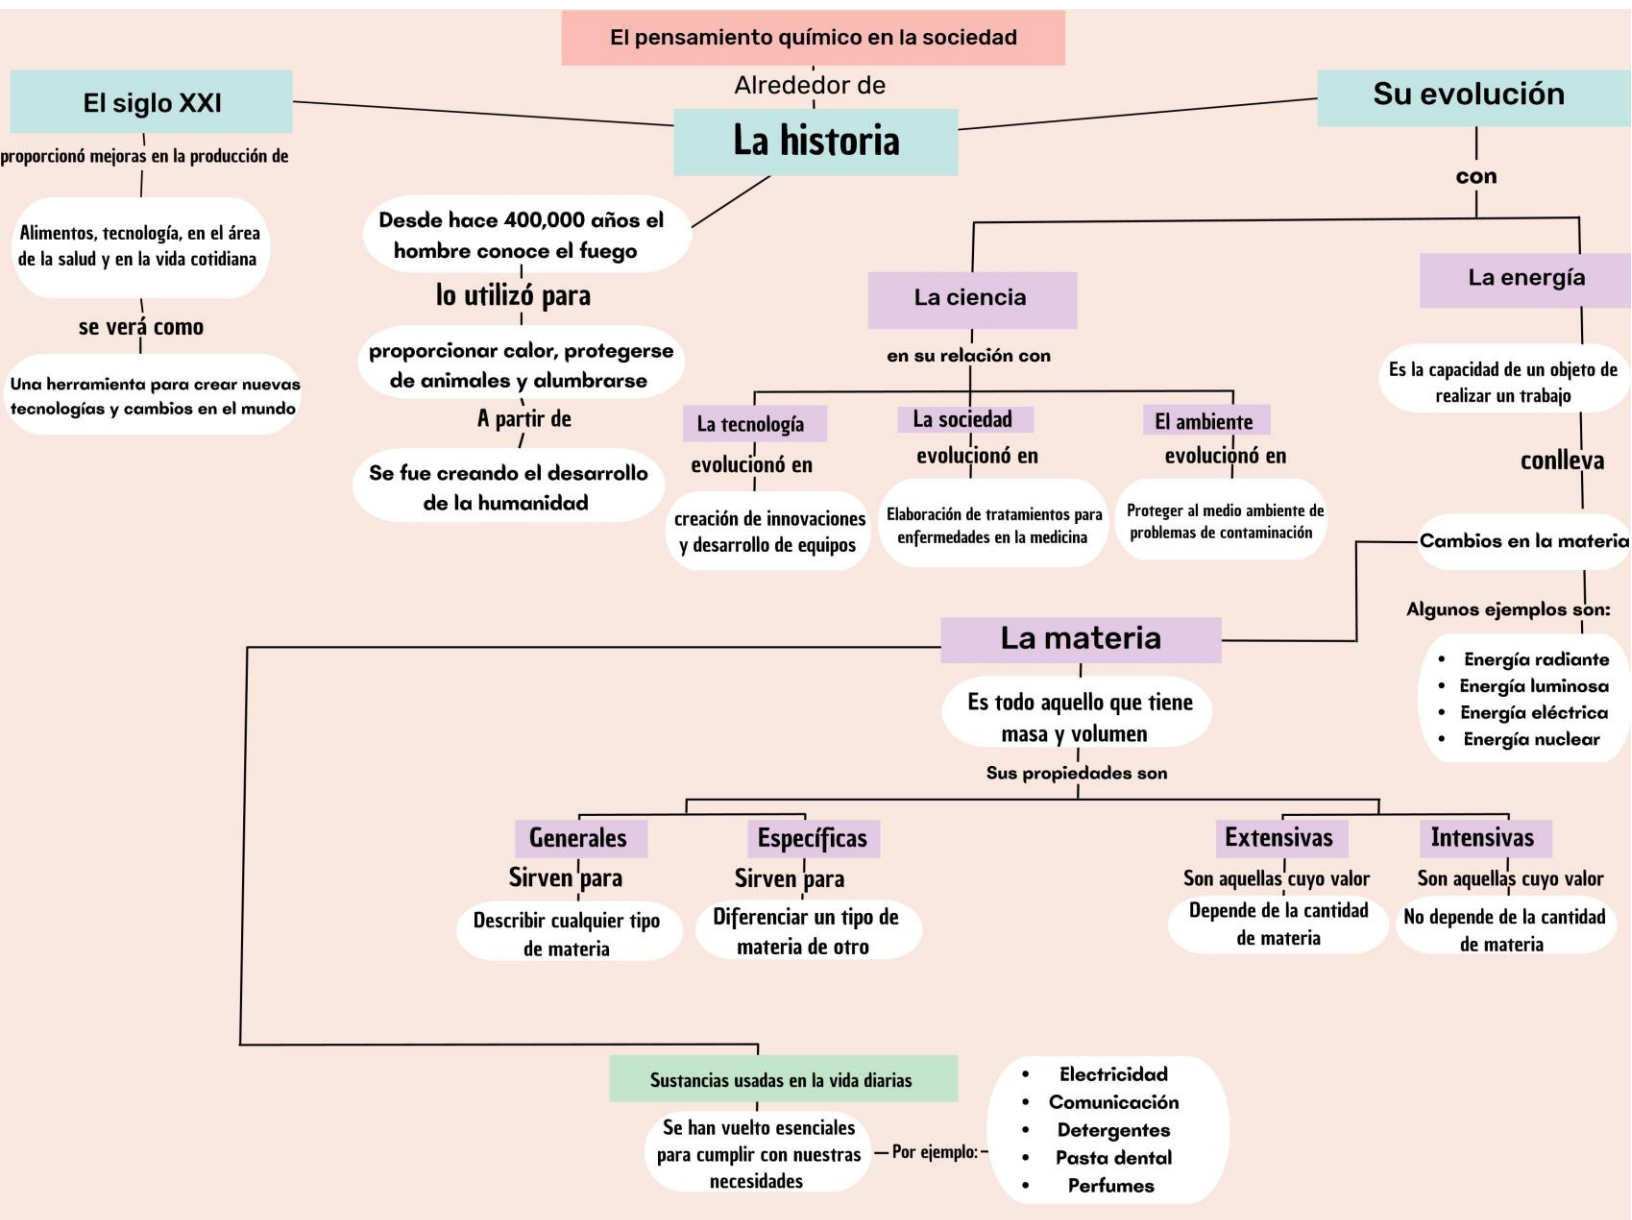 El pensamiento químico en la sociedad
Alrededor de
La historia
El siglo XXI
proporcionó mejoras en la producción de
Alimentos, tecnología, en el área
de la salud y en la vida cotidiana
se verá como
Una herramienta para crear nuevas
tecnologías y cambios en el mundo
Desde hace 400,000 años el
hombre conoce el fuego
lo utilizó para
proporcionar calor, protegerse
de animales y alumbrarse
A partir de
Se fue creando el desarrollo
de la humanidad
Su evolución
con
La ciencia
en su relación con
La tecnología
evolucionó en
creación de innovaciones
y desarrollo de equipos
La sociedad
evolucionó en
Elaboración de tratamientos para
enfermedades en la medicina
El ambiente
evolucionó en
Proteger al medio ambiente de
problemas de contaminación
La energía
Es la capacidad de un objeto de
realizar un trabajo
conlleva
Cambios en la materia
Algunos ejemplos son:
• Energía radiante
• Energía luminosa
• Energía eléctrica
• Energía nuclear
La materia
Es todo aquello que tiene
masa y volumen
Sus propiedades son
Generales
Sirven para
Describir cualquier tipo
de materia
Específicas
Sirven para
Diferenciar un tipo de
materia de otro
Extensivas
Son aquellas cuyo valor
Depende de la cantidad
de materia
Intensivas
Son aquellas cuyo valor
No depende de la cantidad
de materia
Sustancias usadas en la vida diarias
Se han vuelto esenciales
para cumplir con nuestras
necesidades
Por ejemplo:
• Electricidad
• Comunicación
• Detergentes
• Pasta dental
• Perfumes